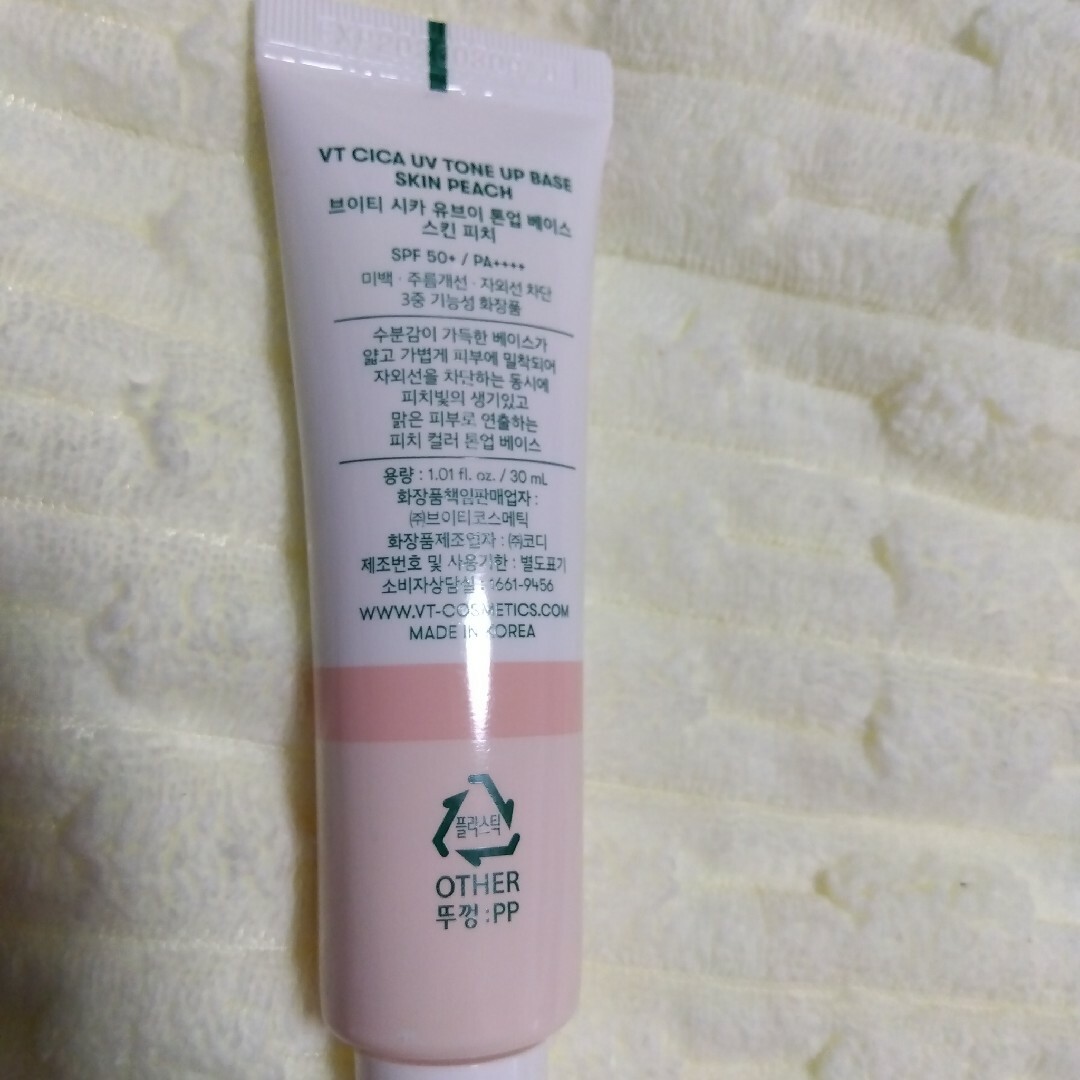 VT CICA UV TONE UP BASE
SKIN PEACH
브이티 시카 유브이 톤업 베이스
스킨 피치
SPF 50+ / PA++++
미백 · 주름개선 · 자외선 차단
3중 기능성 화장품
수분감이 가득한 베이스가
얇고 가볍게 피부에 밀착되어
자외선을 차단하는 동시에
피치빛의 생기있고
맑은 피부로 연출하는
피치 컬러 톤업 베이스
용량 : 1.01 fl. oz. / 30 mL
화장품책임판매업자 :
㈜브이티코스메틱
화장품제조업자 : ㈜코디
제조번호 및 사용기한 : 별도표기
소비자상담실 : 1661-9456
WWW.VT-COSMETICS.COM
MADE IN KOREA
플라스틱
OTHER
뚜껑 : PP